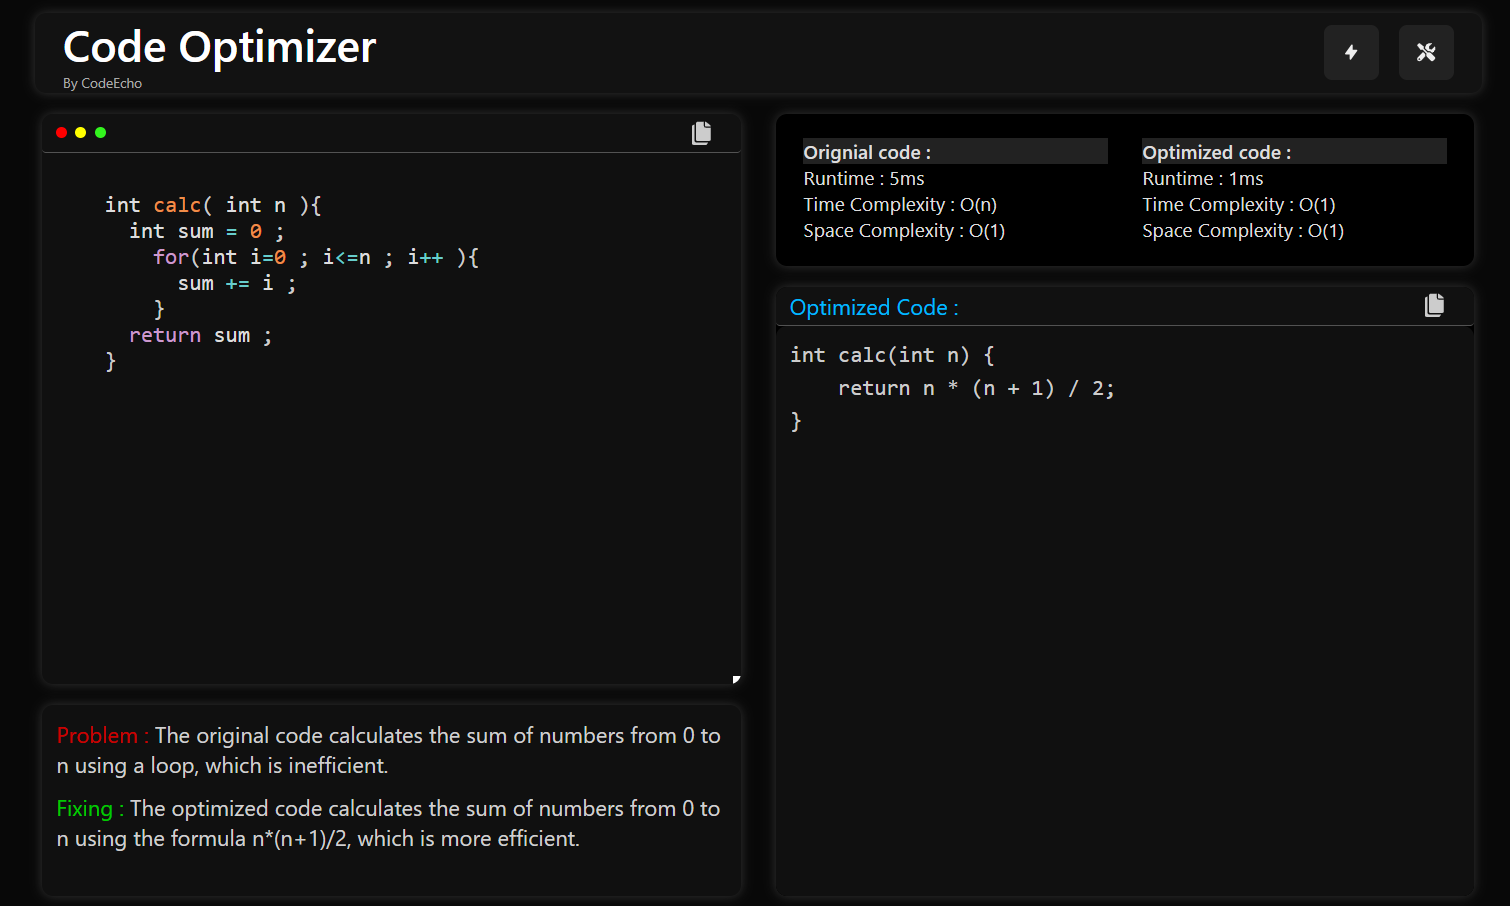 Code Optimizer
By CodeEcho
int calc( int n ){
int sum = 0 ;
for(int i=0 ; i<=n ; i++ ){
sum += i ;
}
return sum ;
}
Problem : The original code calculates the sum of numbers from 0 to
n using a loop, which is inefficient.
Fixing : The optimized code calculates the sum of numbers from 0 to
n using the formula n*(n+1)/2, which is more efficient.
Orignial code :
Runtime : 5ms
Time Complexity : O(n)
Space Complexity : O(1)
Optimized code :
Runtime : 1ms
Time Complexity : O(1)
Space Complexity : O(1)
Optimized Code :
int calc(int n) {
return n * (n + 1) / 2;
}